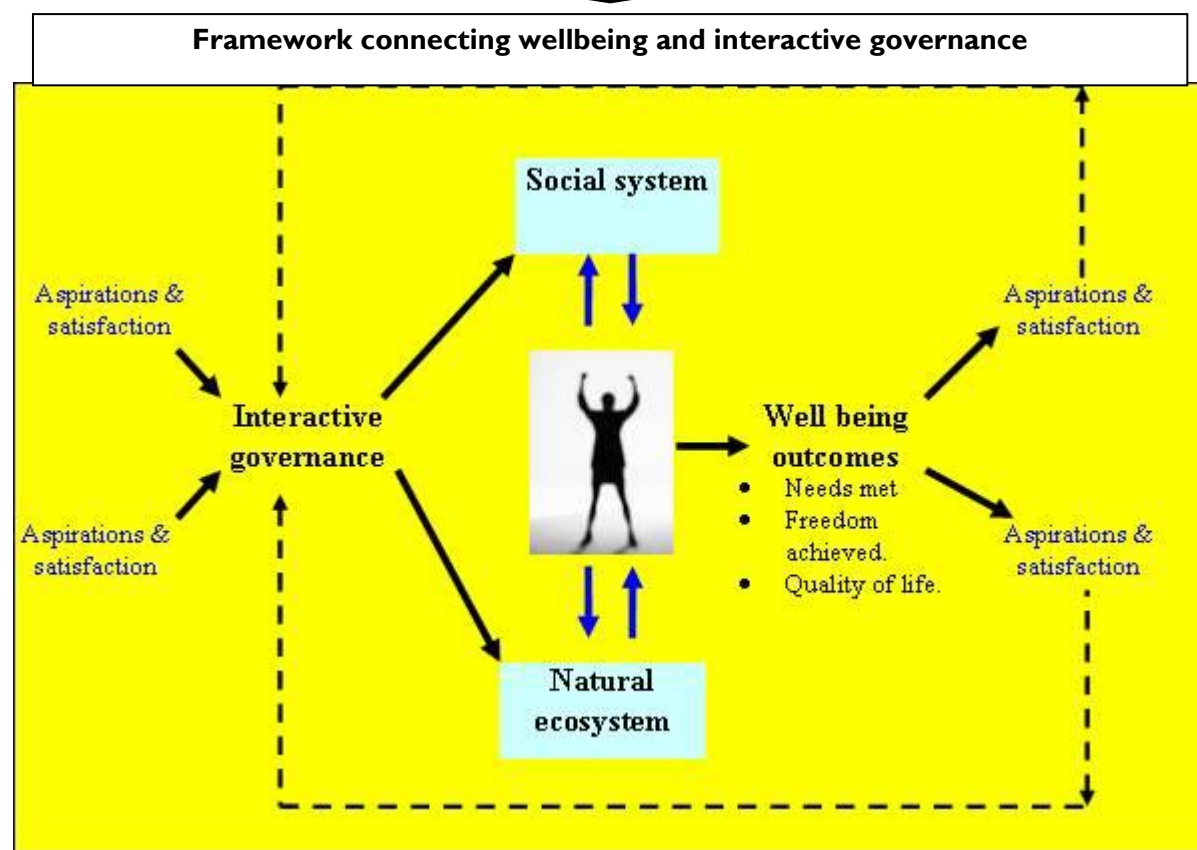 Framework connecting wellbeing and interactive governance
Social system
Aspirations &
satisfaction
Aspirations &
satisfaction
Interactive
governance
Well being
outcomes
• Needs met
• Freedom
achieved.
• Quality of life.
Aspirations &
satisfaction
Aspirations &
satisfaction
Natural
ecosystem